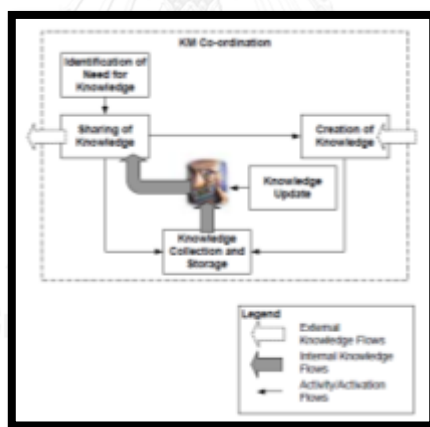 KM Co-ordination
Identification of
Need for
Knowledge
Sharing of
Knowledge
Creation of
Knowledge
Knowledge
Update
Knowledge
Collection and
Storage
Legend
External
Knowledge Flows
Internal Knowledge
Flows
Activity/Activation
Flows